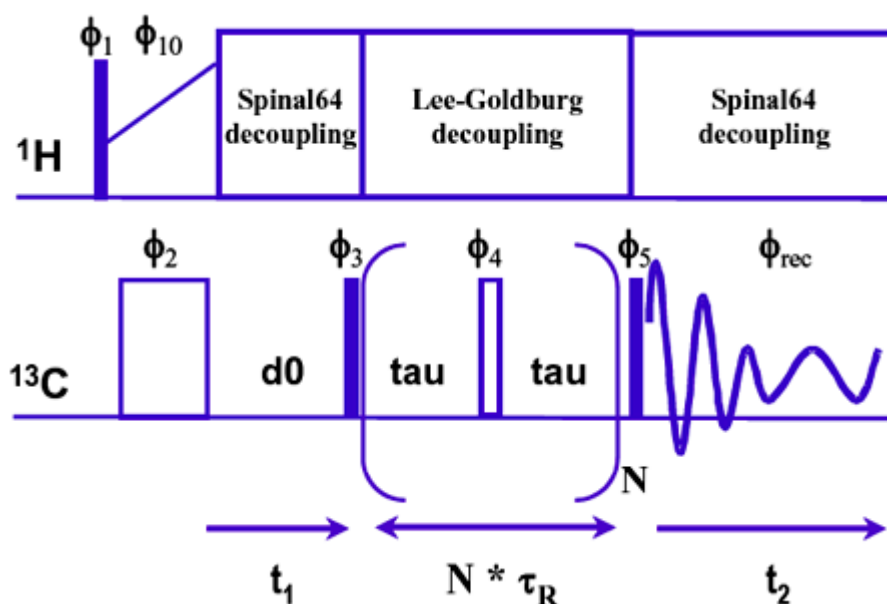 ϕ1 ϕ10
Spinal64
decoupling
Lee-Goldburg
decoupling
Spinal64
decoupling
1H
ϕ2 ϕ3 ϕ4 ϕ5 ϕrec
13C
d0 tau tau
N
t1 N * τR t2